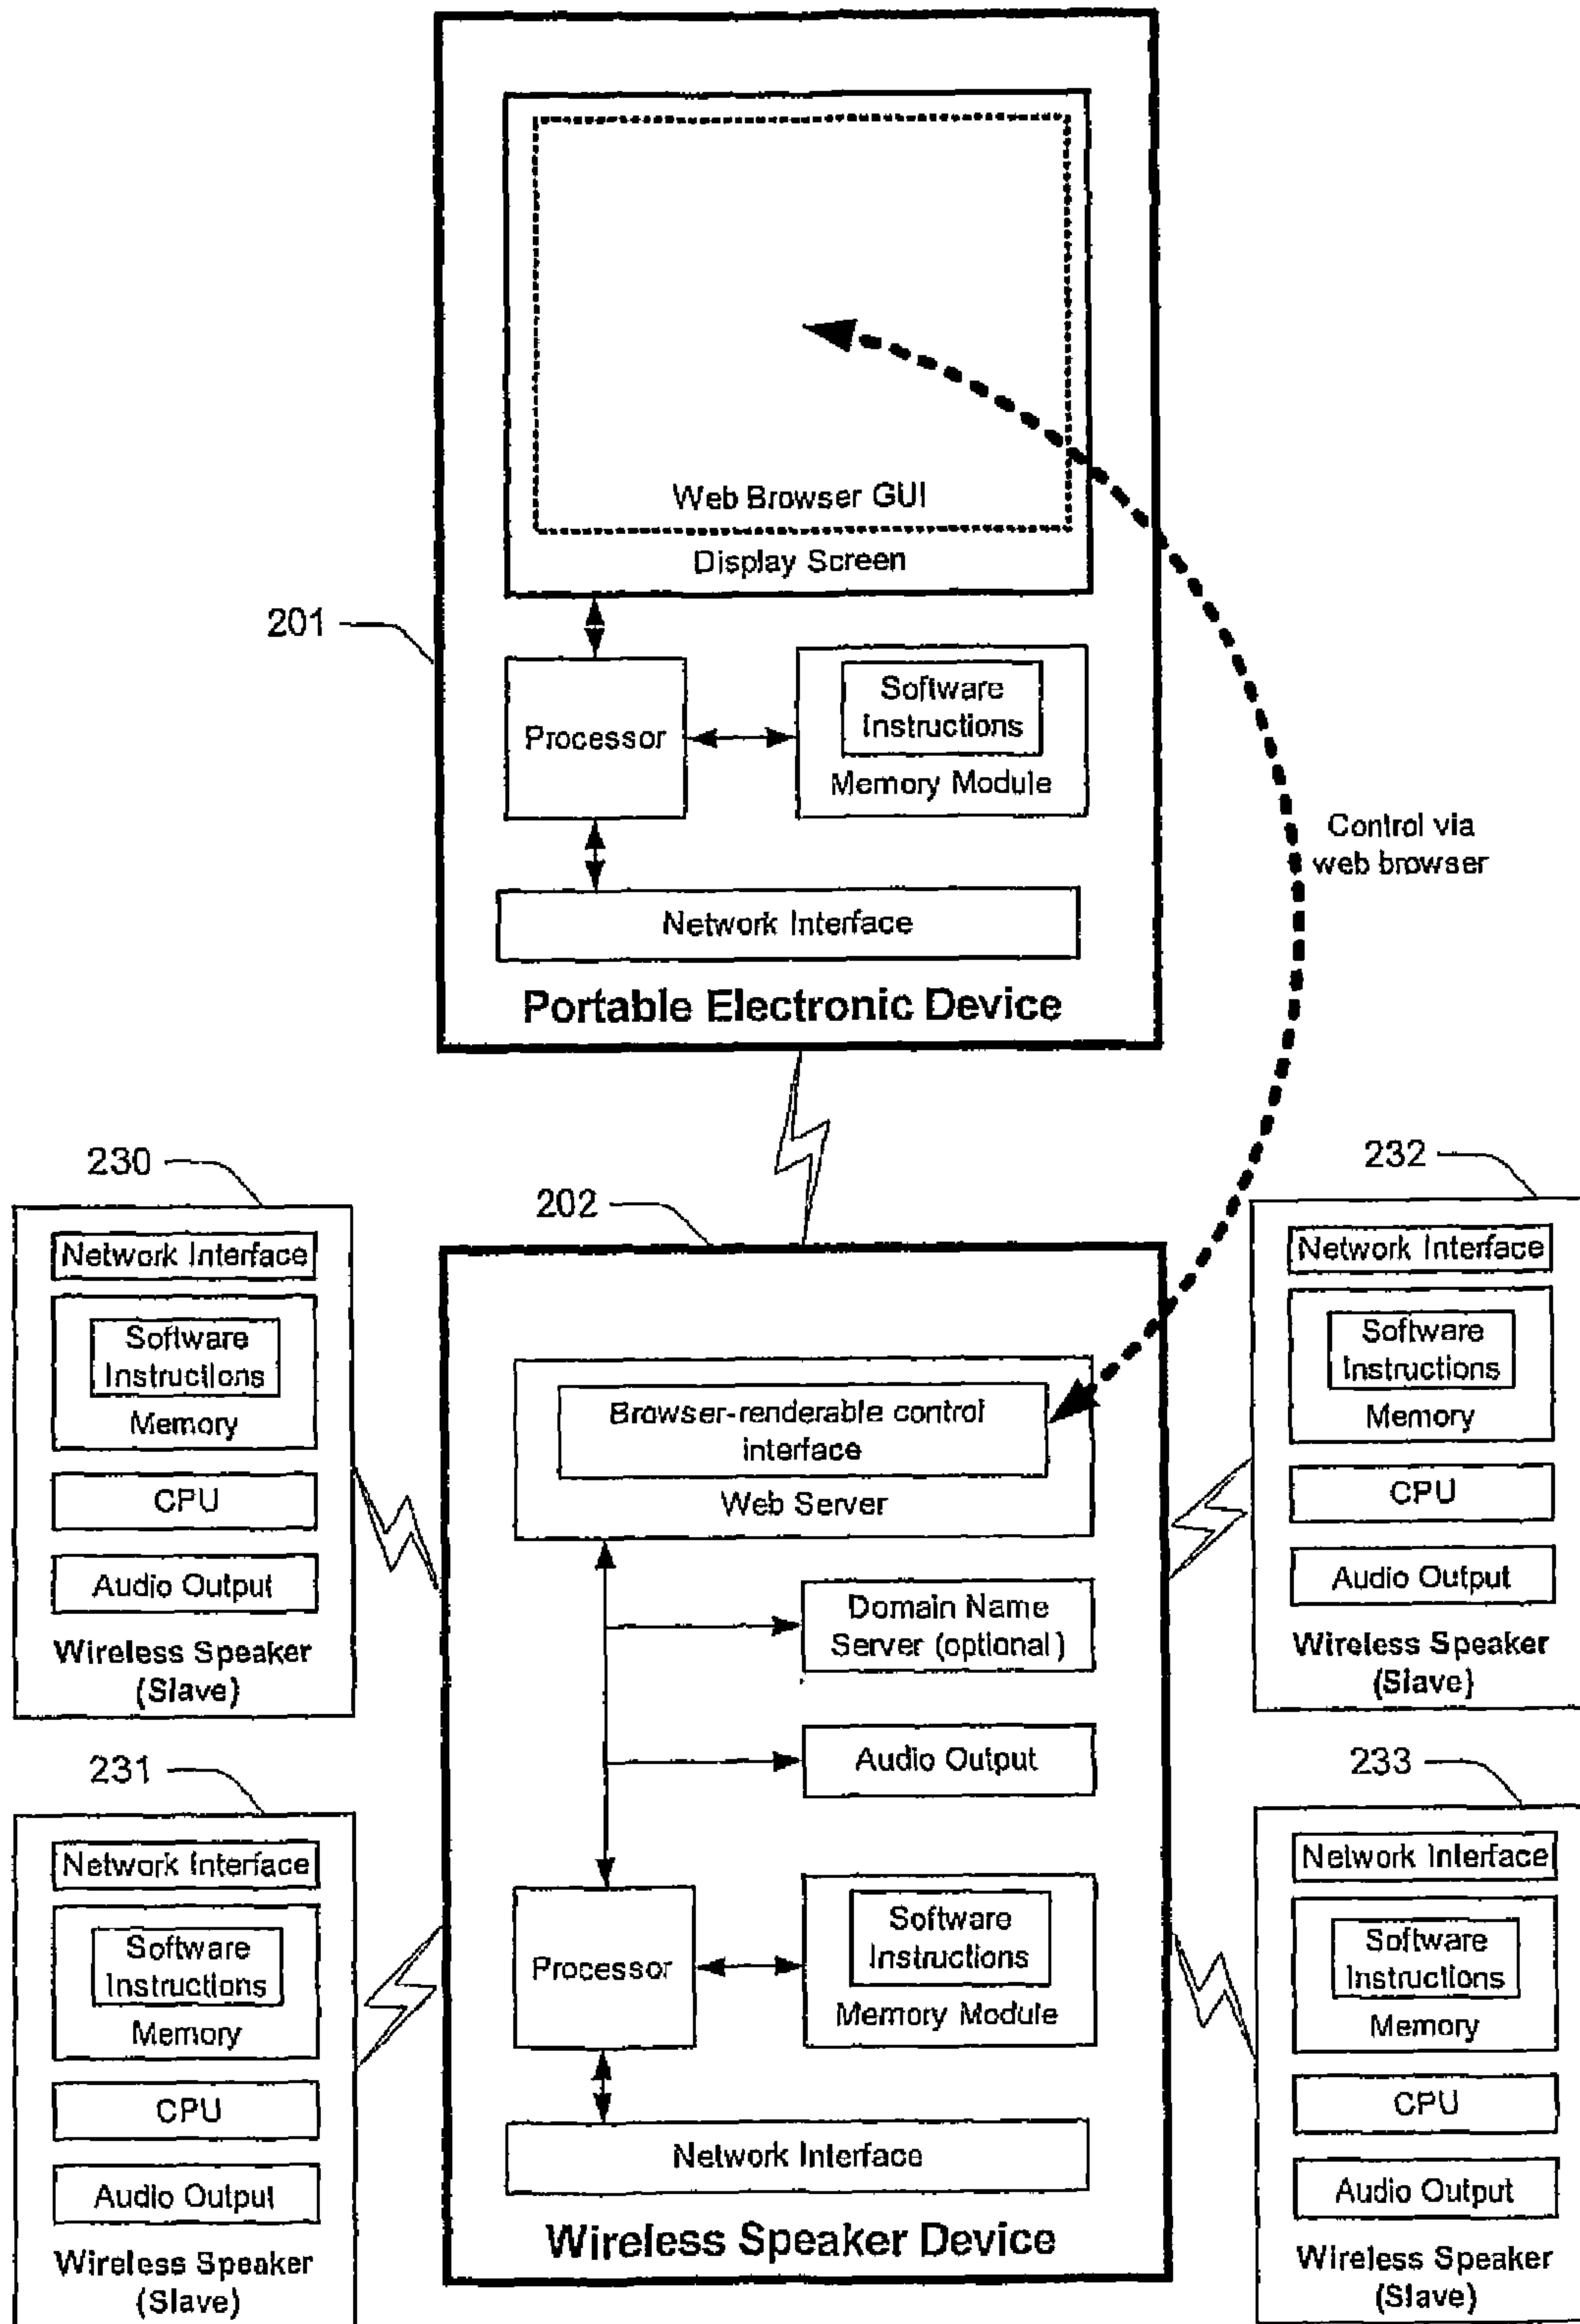 Web Browser GUI
Display Screen
201
Processor
Software
Instructions
Memory Module
Network Interface
Portable Electronic Device
Control via
web browser
230
Network Interface
Software
Instructions
Memory
CPU
Audio Output
Wireless Speaker
(Slave)
231
Network Interface
Software
Instructions
Memory
CPU
Audio Output
Wireless Speaker
(Slave)
202
Browser-renderable control
interface
Web Server
Domain Name
Server (optional)
Audio Output
Processor
Software
Instructions
Memory Module
Network Interface
Wireless Speaker Device
232
Network Interface
Software
Instructions
Memory
CPU
Audio Output
Wireless Speaker
(Slave)
233
Network Interface
Software
Instructions
Memory
CPU
Audio Output
Wireless Speaker
(Slave)